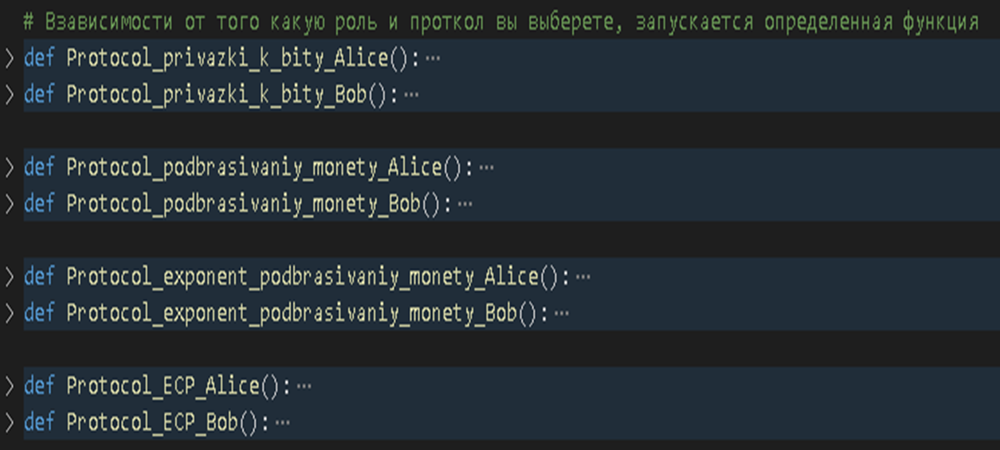 # Взависимости от того какую роль и проткол вы выберете, запускается определенная функция
> def Protocol_privazki_k_bity_Alice():···
> def Protocol_privazki_k_bity_Bob():···
> def Protocol_podbrasivaniy_monety_Alice():···
> def Protocol_podbrasivaniy_monety_Bob():···
> def Protocol_exponent_podbrasivaniy_monety_Alice():···
> def Protocol_exponent_podbrasivaniy_monety_Bob():···
> def Protocol_ECP_Alice():···
> def Protocol_ECP_Bob():···